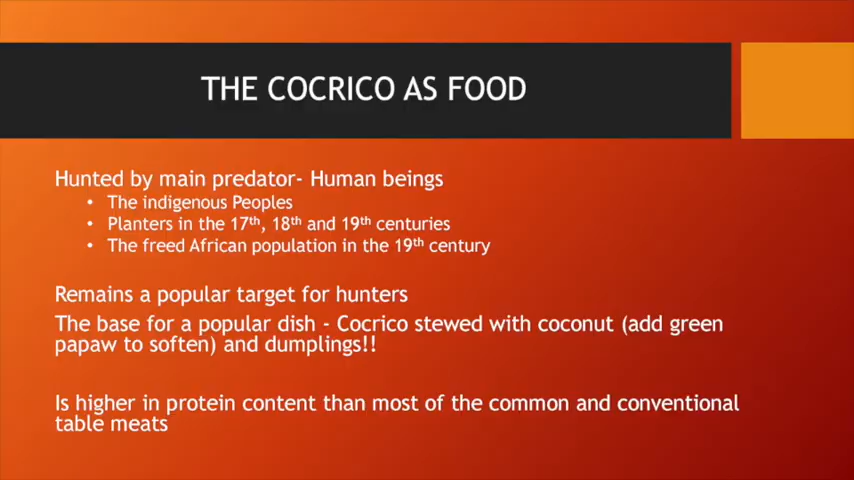 THE COCRICO AS FOOD
Hunted by main predator- Human beings
• The indigenous Peoples
• Planters in the 17th, 18th and 19th centuries
• The freed African population in the 19th century
Remains a popular target for hunters
The base for a popular dish - Cocrico stewed with coconut (add green
papaw to soften) and dumplings!!
Is higher in protein content than most of the common and conventional
table meats